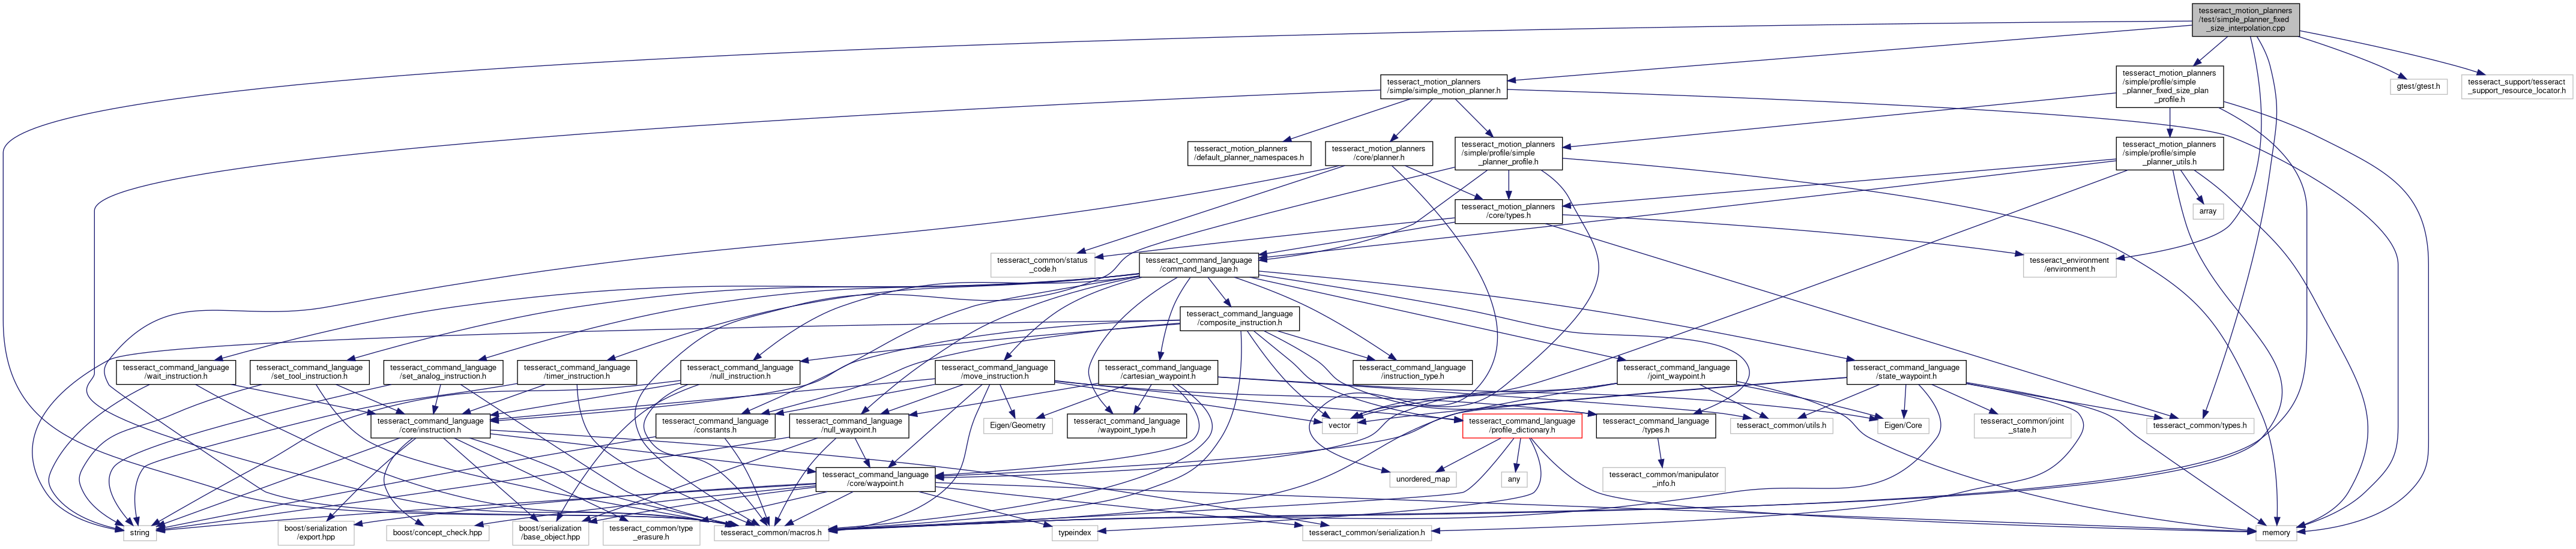 tesseract_motion_planners
/test/simple_planner_fixed
_size_interpolation.cpp
tesseract_motion_planners
/simple/simple_motion_planner.h
tesseract_motion_planners
/simple/profile/simple
_planner_fixed_size_plan
_profile.h
gtest/gtest.h
tesseract_support/tesseract
_support_resource_locator.h
tesseract_motion_planners
/default_planner_namespaces.h
tesseract_motion_planners
/core/planner.h
tesseract_motion_planners
/simple/profile/simple
_planner_profile.h
tesseract_motion_planners
/simple/profile/simple
_planner_utils.h
tesseract_motion_planners
/core/types.h
array
tesseract_common/status
_code.h
tesseract_command_language
/command_language.h
tesseract_environment
/environment.h
tesseract_command_language
/composite_instruction.h
tesseract_command_language
/wait_instruction.h
tesseract_command_language
/set_tool_instruction.h
tesseract_command_language
/set_analog_instruction.h
tesseract_command_language
/timer_instruction.h
tesseract_command_language
/null_instruction.h
tesseract_command_language
/move_instruction.h
tesseract_command_language
/cartesian_waypoint.h
tesseract_command_language
/instruction_type.h
tesseract_command_language
/joint_waypoint.h
tesseract_command_language
/state_waypoint.h
tesseract_command_language
/core/instruction.h
tesseract_command_language
/constants.h
tesseract_command_language
/null_waypoint.h
Eigen/Geometry
tesseract_command_language
/waypoint_type.h
vector
tesseract_command_language
/profile_dictionary.h
tesseract_command_language
/types.h
tesseract_common/utils.h
Eigen/Core
tesseract_common/joint
_state.h
tesseract_common/types.h
tesseract_command_language
/core/waypoint.h
unordered_map
any
tesseract_common/manipulator
_info.h
string
boost/serialization
/export.hpp
boost/concept_check.hpp
boost/serialization
/base_object.hpp
tesseract_common/type
_erasure.h
tesseract_common/macros.h
typeindex
tesseract_common/serialization.h
memory